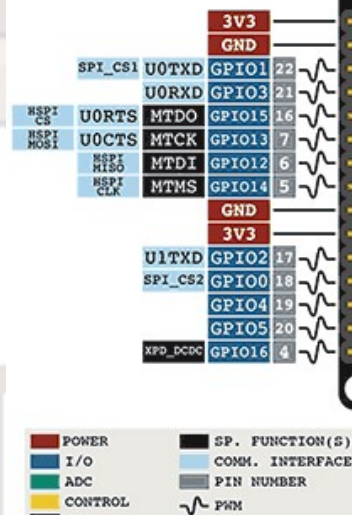 3V3
GND
SPI_CS1 U0TXD GPIO1 22
U0RXD GPIO3 21
HSPI CS U0RTS MTDO GPIO15 16
HSPI MOSI U0CTS MTCK GPIO13 7
HSPI MISO MTDI GPIO12 6
HSPI CLK MTMS GPIO14 5
GND
3V3
U1TXD GPIO2 17
SPI_CS2 GPIO0 18
GPIO4 19
GPIO5 20
XPD_DCDC GPIO16 4
POWER SP. FUNCTION(S)
I/O COMM. INTERFACE
ADC PIN NUMBER
CONTROL PWM